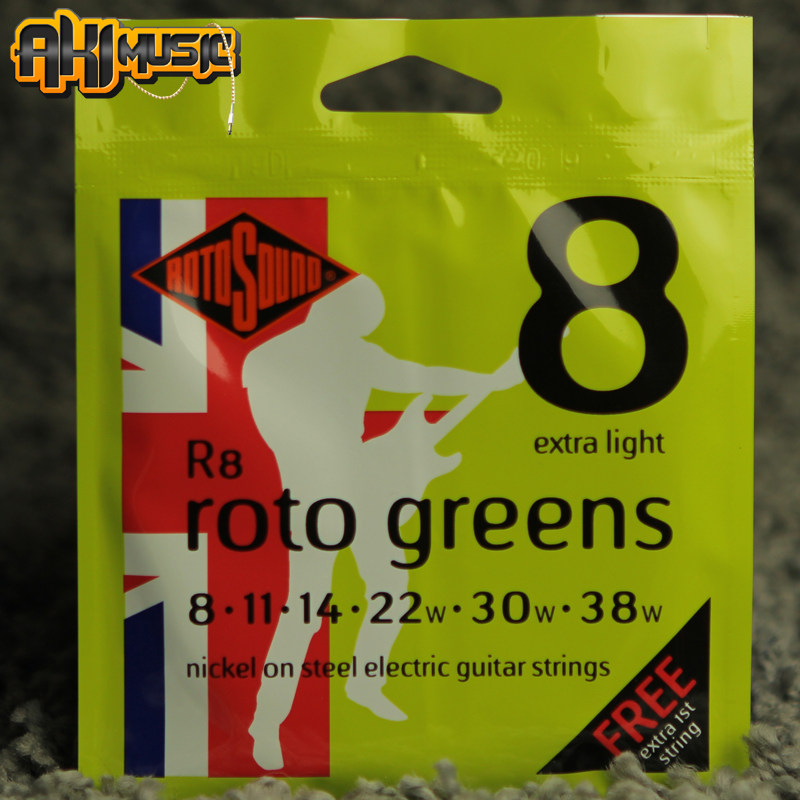 AKI MUSIC
ROTOSOUND®
8
extra light
R8
roto greens
8 • 11 • 14 • 22w • 30w • 38w
nickel on steel electric guitar strings
FREE
extra 1st
string